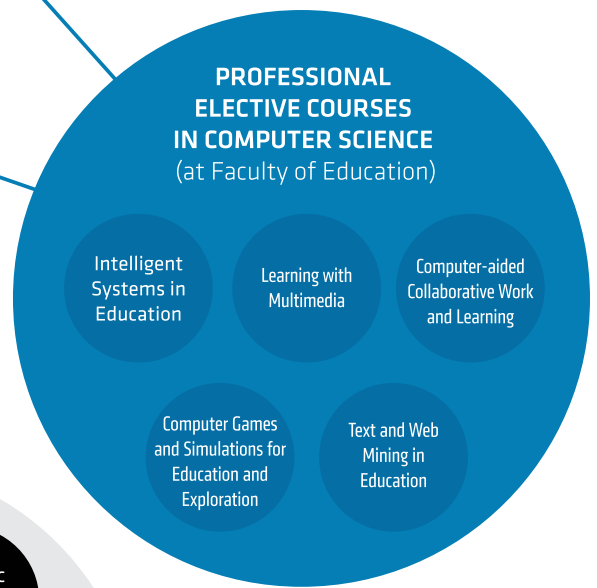 PROFESSIONAL
ELECTIVE COURSES
IN COMPUTER SCIENCE
(at Faculty of Education)
Intelligent
Systems in
Education
Learning with
Multimedia
Computer-aided
Collaborative Work
and Learning
Computer Games
and Simulations for
Education and
Exploration
Text and Web
Mining in
Education